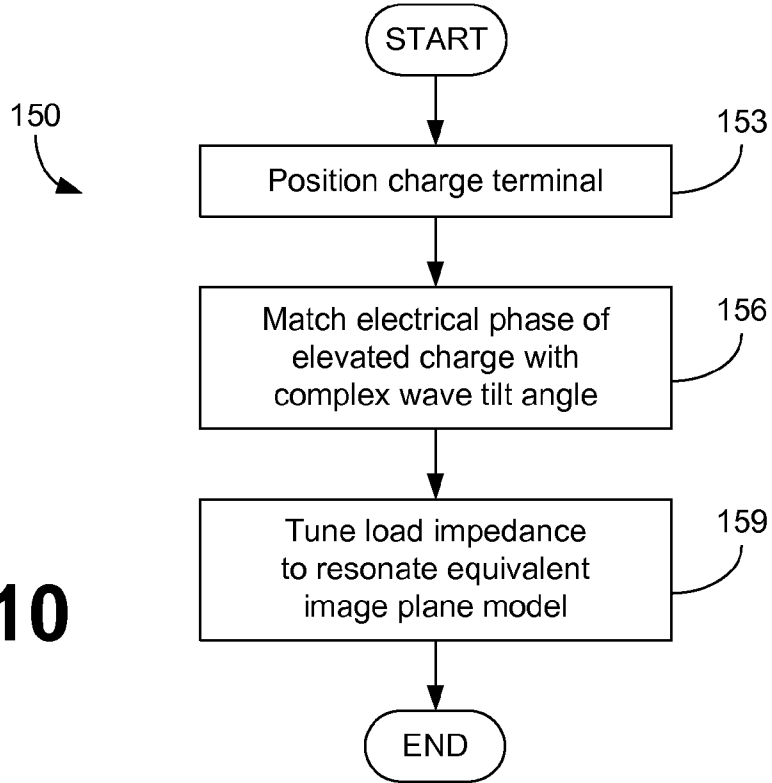 START
150
153
Position charge terminal
156
Match electrical phase of
elevated charge with
complex wave tilt angle
159
Tune load impedance
to resonate equivalent
image plane model
10
END